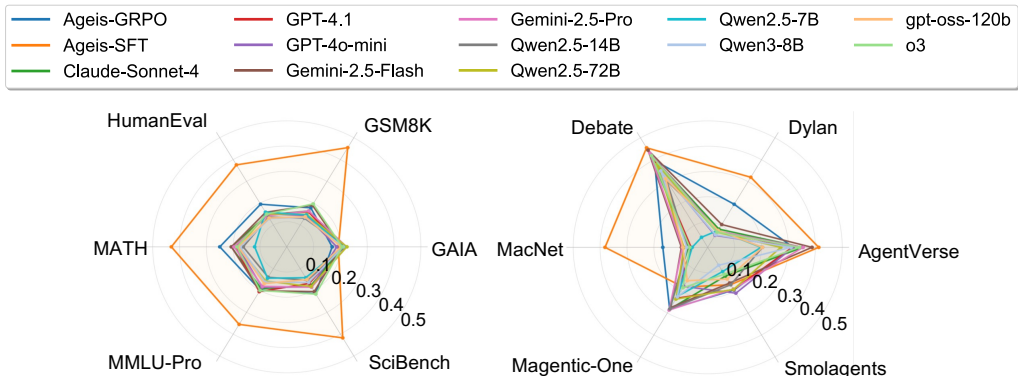 Ageis-GRPO GPT-4.1 Gemini-2.5-Pro Qwen2.5-7B gpt-oss-120b
Ageis-SFT GPT-4o-mini Qwen2.5-14B Qwen3-8B o3
Claude-Sonnet-4 Gemini-2.5-Flash Qwen2.5-72B
HumanEval GSM8K Debate Dylan
MATH GAIA MacNet AgentVerse
0.1 0.2 0.3 0.4 0.5 0.1 0.2 0.3 0.4 0.5
MMLU-Pro SciBench Magentic-One Smolagents